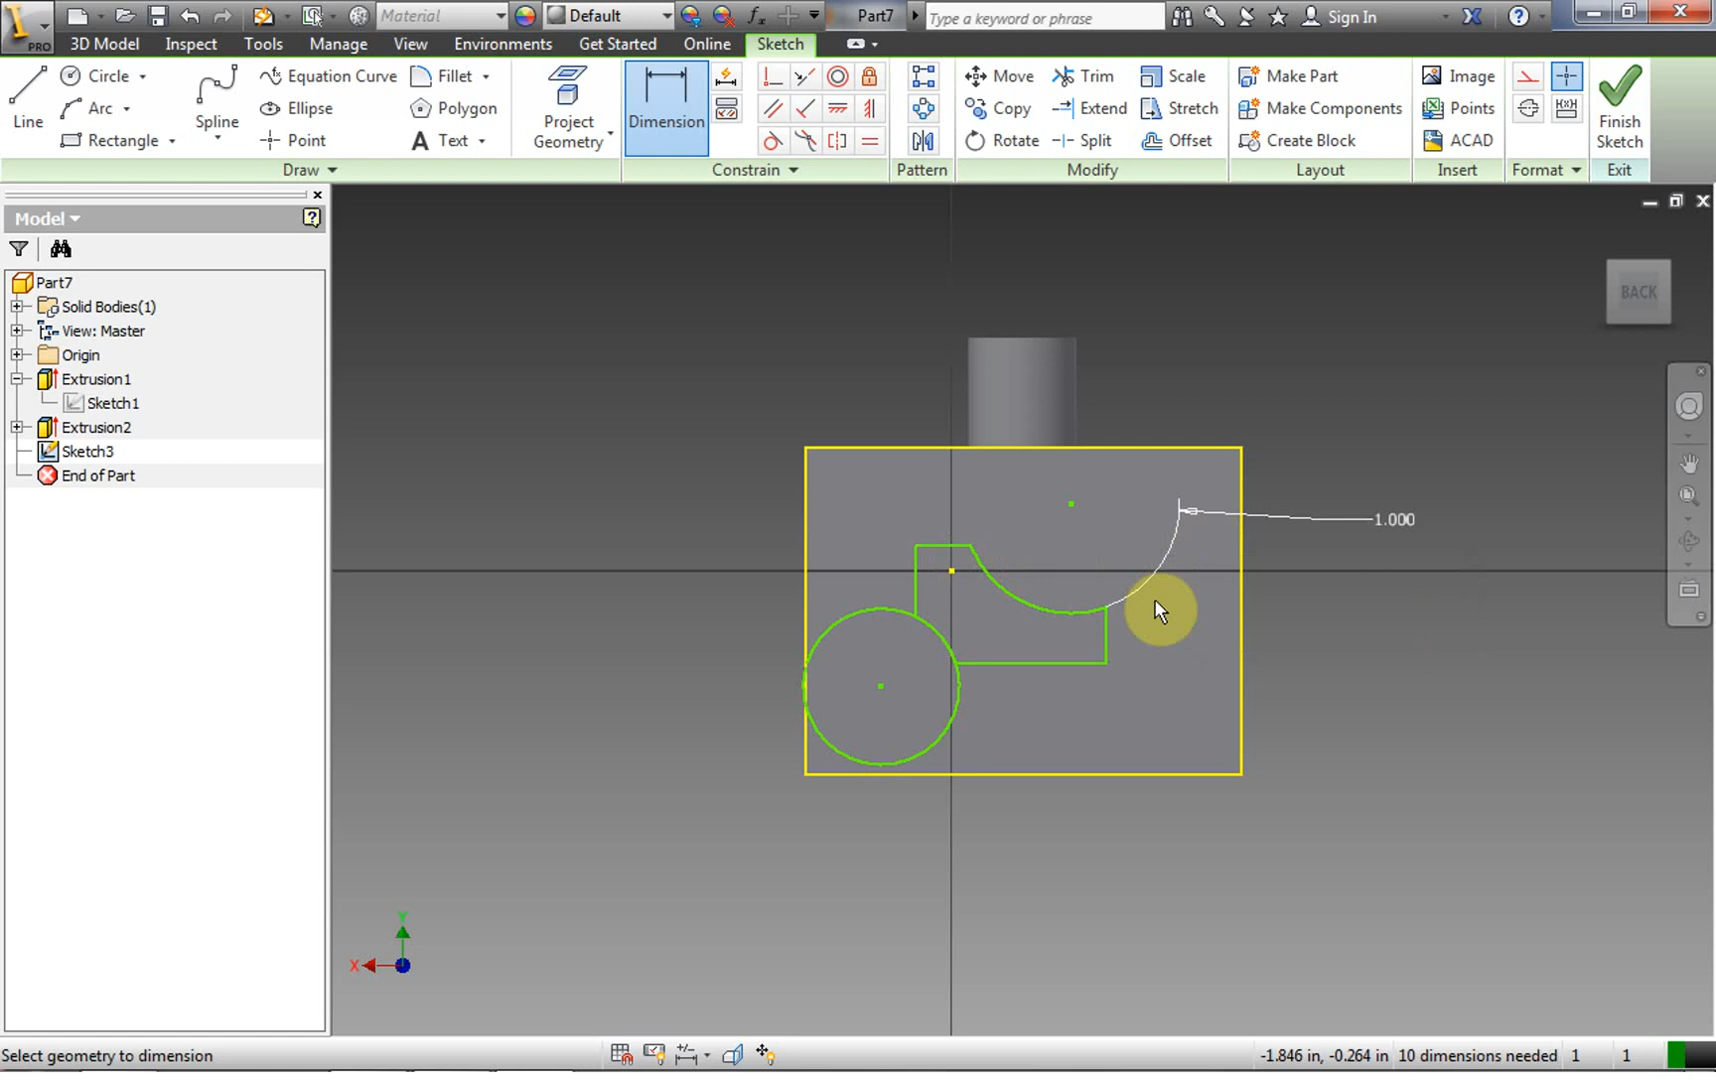 PRO
Material
Default
Part7
Type a keyword or phrase
Sign In
3D Model
Inspect
Tools
Manage
View
Environments
Get Started
Online
Sketch
Line
Circle
Arc
Rectangle
Spline
Equation Curve
Ellipse
Point
Fillet
Polygon
Text
Project Geometry
Dimension
Move
Copy
Rotate
Trim
Extend
Split
Scale
Stretch
Offset
Make Part
Make Components
Create Block
Image
Points
ACAD
Finish
Sketch
Draw
Constrain
Pattern
Modify
Layout
Insert
Format
Exit
Model
Part7
Solid Bodies(1)
View: Master
Origin
Extrusion1
Sketch1
Extrusion2
Sketch3
End of Part
BACK
1.000
Y
X
Select geometry to dimension
-1.846 in, -0.264 in
10 dimensions needed
1
1